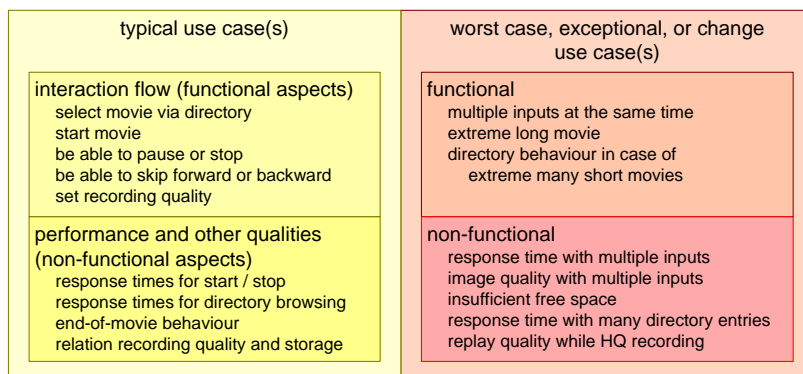 typical use case(s)
interaction flow (functional aspects)
select movie via directory
start movie
be able to pause or stop
be able to skip forward or backward
set recording quality
performance and other qualities
(non-functional aspects)
response times for start / stop
response times for directory browsing
end-of-movie behaviour
relation recording quality and storage
worst case, exceptional, or change
use case(s)
functional
multiple inputs at the same time
extreme long movie
directory behaviour in case of
extreme many short movies
non-functional
response time with multiple inputs
image quality with multiple inputs
insufficient free space
response time with many directory entries
replay quality while HQ recording